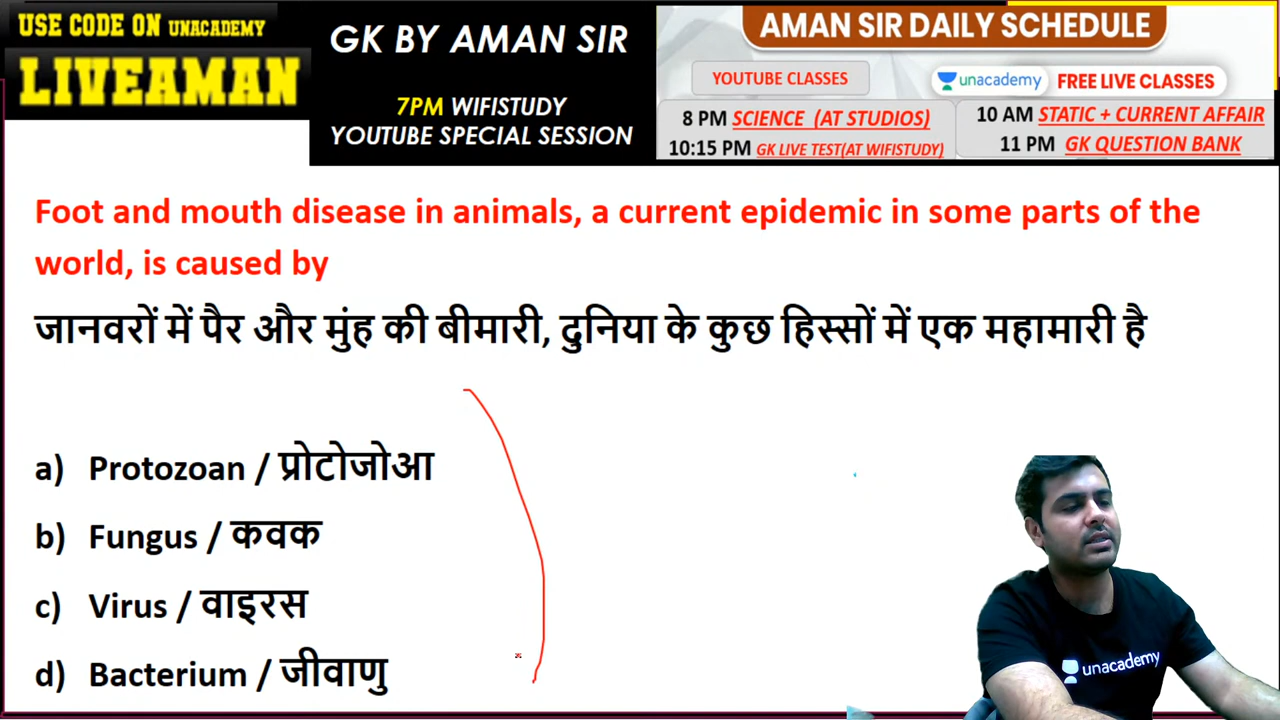 USE CODE ON UNACADEMY
LIVEAMAN
GK BY AMAN SIR
7PM WIFISTUDY
YOUTUBE SPECIAL SESSION
AMAN SIR DAILY SCHEDULE
YOUTUBE CLASSES
unacademy FREE LIVE CLASSES
8 PM SCIENCE (AT STUDIOS)
10:15 PM GK LIVE TEST(AT WIFISTUDY)
10 AM STATIC + CURRENT AFFAIR
11 PM GK QUESTION BANK
Foot and mouth disease in animals, a current epidemic in some parts of the
world, is caused by
जानवरों में पैर और मुंह की बीमारी, दुनिया के कुछ हिस्सों में एक महामारी है
a) Protozoan / प्रोटोजोआ
b) Fungus / कवक
c) Virus / वाइरस
d) Bacterium / जीवाणु
unacademy